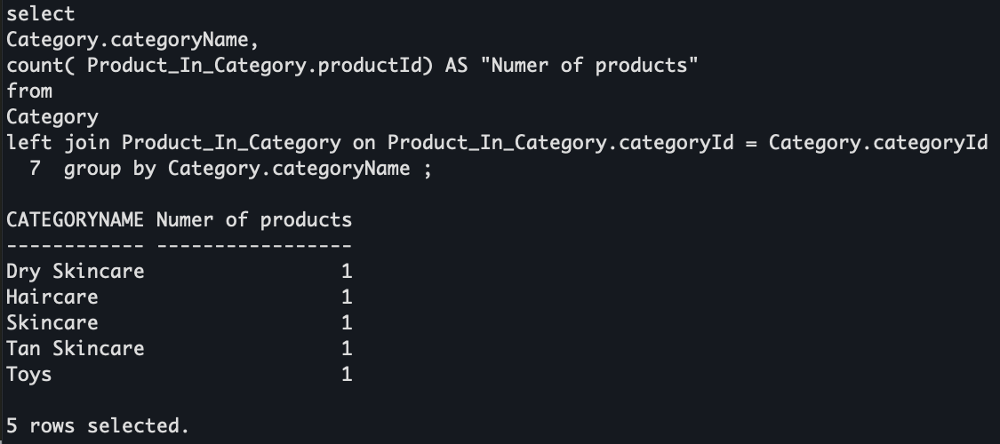 select
Category.categoryName,
count( Product_In_Category.productId) AS "Numer of products"
from
Category
left join Product_In_Category on Product_In_Category.categoryId = Category.categoryId
  7  group by Category.categoryName ;

CATEGORYNAME Numer of products
------------ -----------------
Dry Skincare                 1
Haircare                     1
Skincare                     1
Tan Skincare                 1
Toys                         1

5 rows selected.